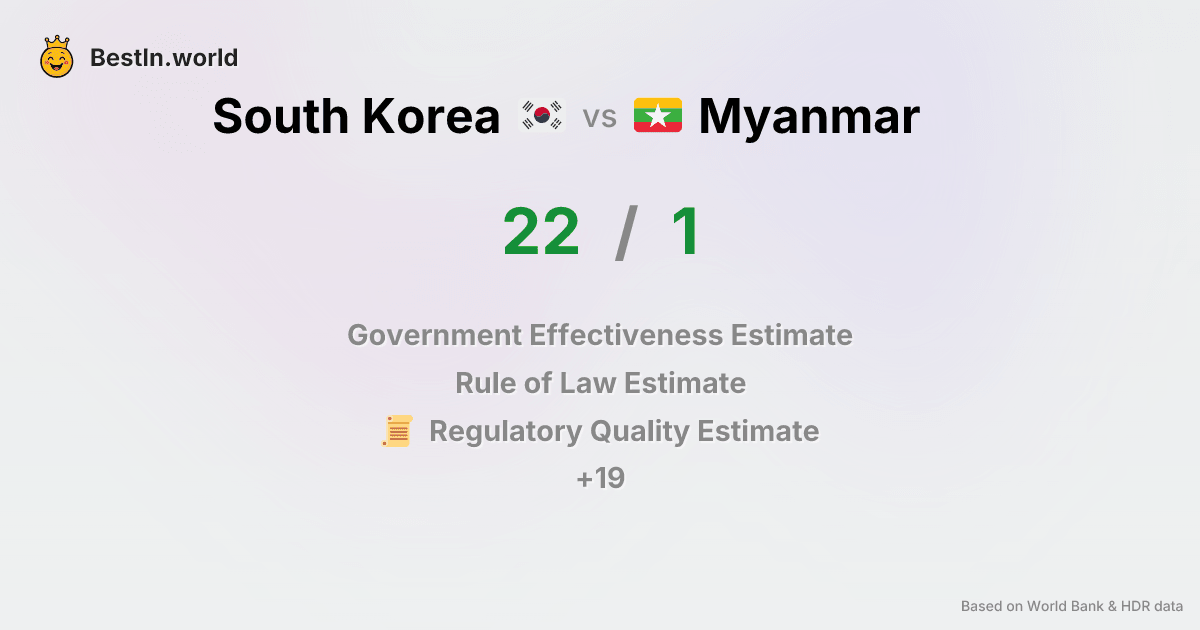 BestIn.world
South Korea vs Myanmar
22 / 1
Government Effectiveness Estimate
Rule of Law Estimate
Regulatory Quality Estimate
+19
Based on World Bank & HDR data